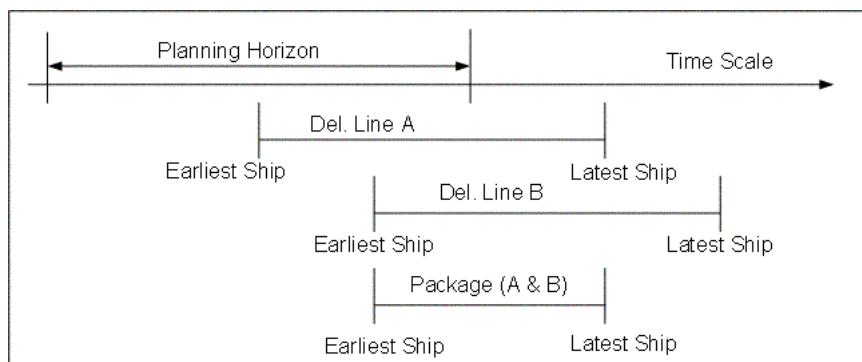 Planning Horizon
Time Scale
Del. Line A
Earliest Ship
Latest Ship
Del. Line B
Earliest Ship
Latest Ship
Package (A & B)
Earliest Ship
Latest Ship